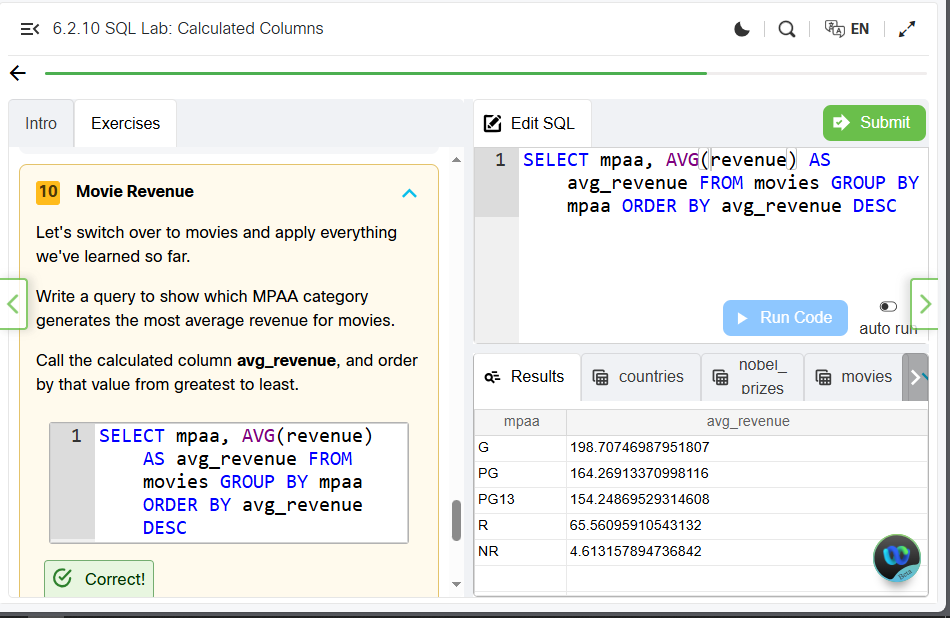 6.2.10 SQL Lab: Calculated Columns
EN
Intro
Exercises
10 Movie Revenue
Let's switch over to movies and apply everything
we've learned so far.
Write a query to show which MPAA category
generates the most average revenue for movies.
Call the calculated column avg_revenue, and order
by that value from greatest to least.
1 SELECT mpaa, AVG(revenue)
AS avg_revenue FROM
movies GROUP BY mpaa
ORDER BY avg_revenue
DESC
Correct!
Edit SQL
Submit
1 SELECT mpaa, AVG(revenue) AS
avg_revenue FROM movies GROUP BY
mpaa ORDER BY avg_revenue DESC
Run Code
auto run
Results
countries
nobel_
prizes
movies
mpaa avg_revenue
G 198.70746987951807
PG 164.26913370998116
PG13 154.24869529314608
R 65.56095910543132
NR 4.613157894736842
Beta